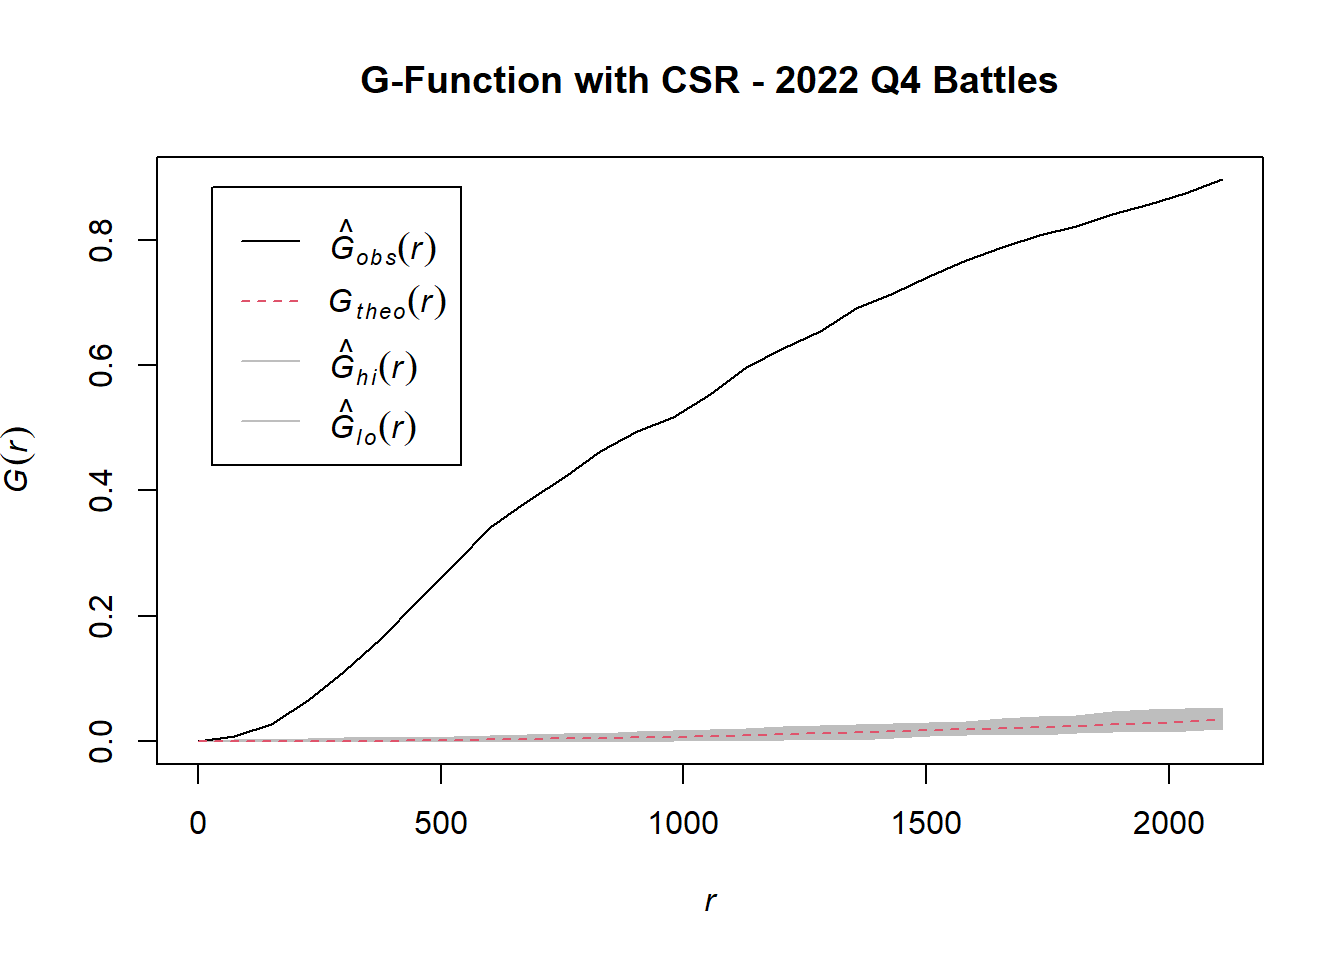 G-Function with CSR - 2022 Q4 Battles
Ĝobs(r)
Gtheo(r)
Ĝhi(r)
Ĝlo(r)
G(r)
0.8
0.6
0.4
0.2
0.0
0 500 1000 1500 2000
r